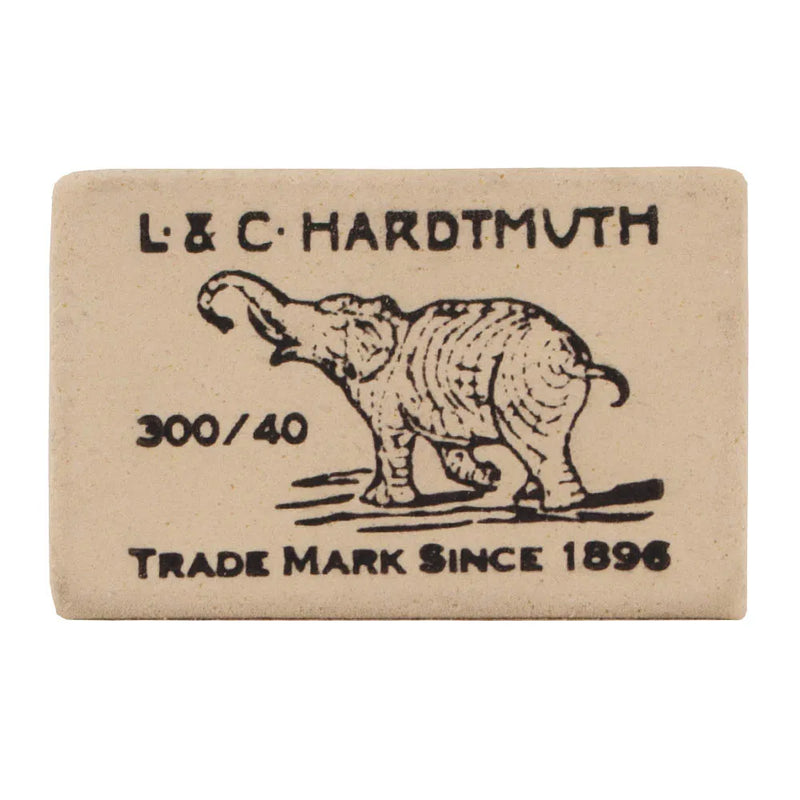 L·& C· HARDTMUTH
300/40
TRADE MARK SINCE 1896